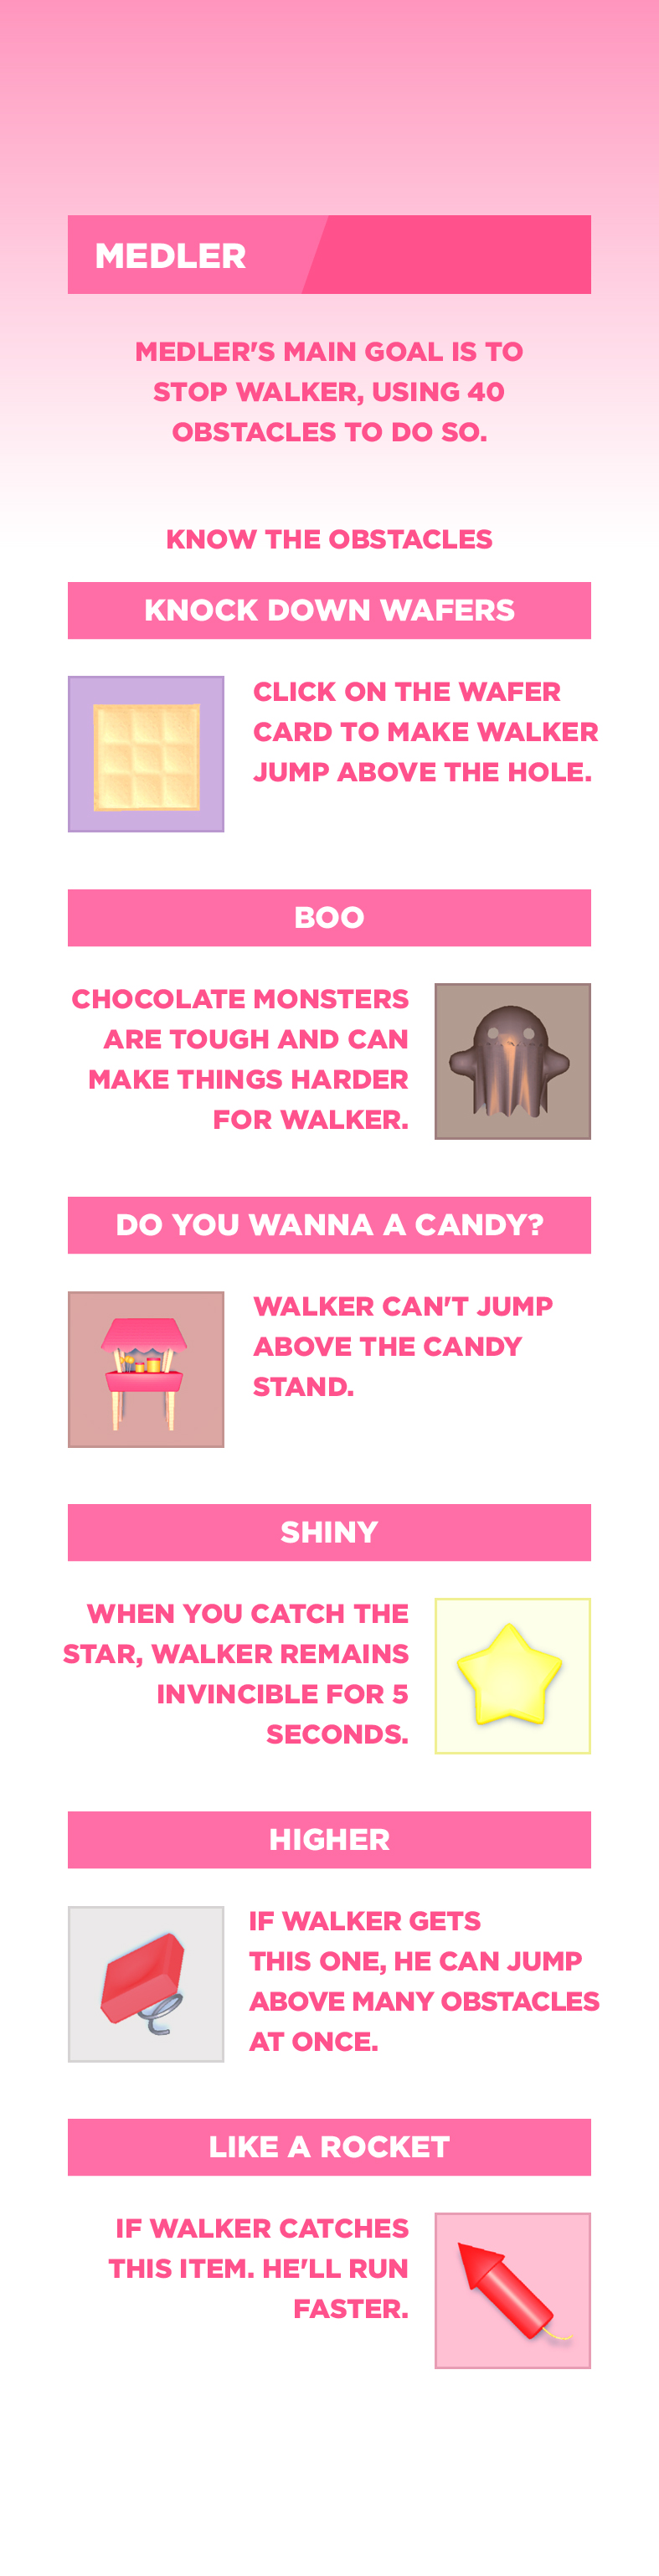 MEDLER
MEDLER'S MAIN GOAL IS TO
STOP WALKER, USING 40
OBSTACLES TO DO SO.
KNOW THE OBSTACLES
KNOCK DOWN WAFERS
CLICK ON THE WAFER
CARD TO MAKE WALKER
JUMP ABOVE THE HOLE.
BOO
CHOCOLATE MONSTERS
ARE TOUGH AND CAN
MAKE THINGS HARDER
FOR WALKER.
DO YOU WANNA A CANDY?
WALKER CAN'T JUMP
ABOVE THE CANDY
STAND.
SHINY
WHEN YOU CATCH THE
STAR, WALKER REMAINS
INVINCIBLE FOR 5
SECONDS.
HIGHER
IF WALKER GETS
THIS ONE, HE CAN JUMP
ABOVE MANY OBSTACLES
AT ONCE.
LIKE A ROCKET
IF WALKER CATCHES
THIS ITEM. HE'LL RUN
FASTER.